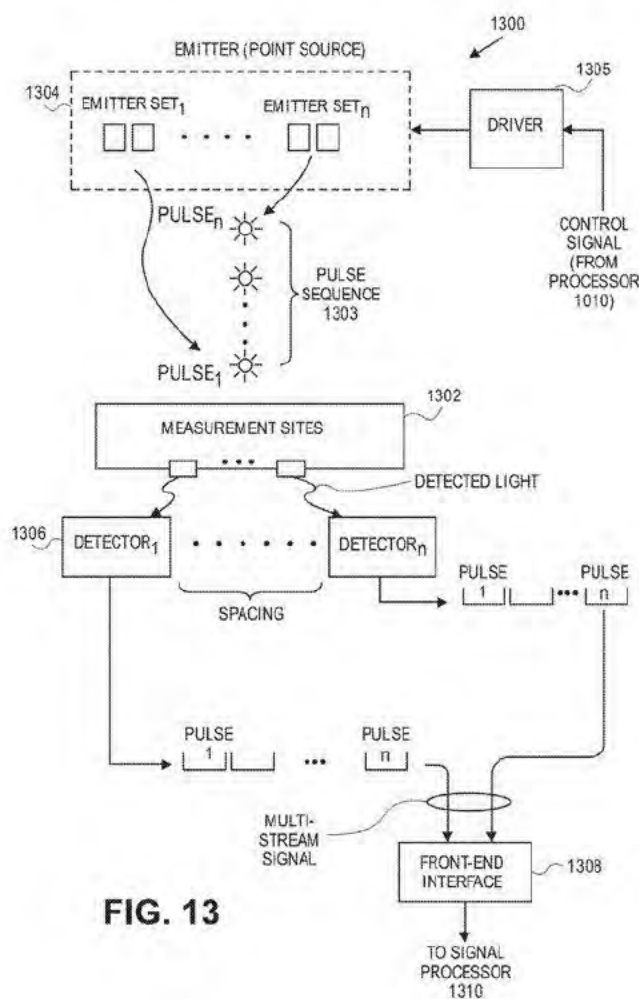 1300
EMITTER (POINT SOURCE)
1304
1305
EMITTER SET1
EMITTER SETn
DRIVER
PULSEn
PULSE
SEQUENCE
1303
PULSE1
CONTROL
SIGNAL
(FROM
PROCESSOR
1010)
1302
MEASUREMENT SITES
DETECTED LIGHT
1306
DETECTOR1
DETECTORn
SPACING
PULSE
1
PULSE
n
PULSE
1
PULSE
n
MULTI-
STREAM
SIGNAL
FRONT-END
INTERFACE
1308
FIG. 13
TO SIGNAL
PROCESSOR
1310